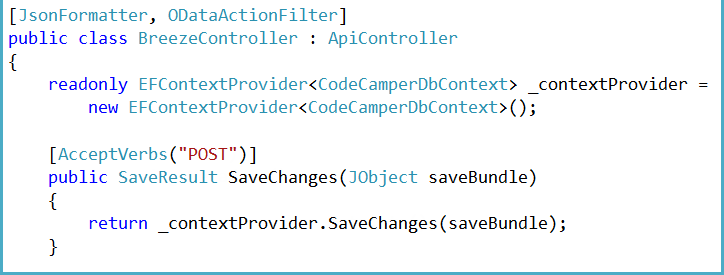 [JsonFormatter, ODataActionFilter]
public class BreezeController : ApiController
{
    readonly EFContextProvider<CodeCamperDbContext> _contextProvider =
        new EFContextProvider<CodeCamperDbContext>();

    [AcceptVerbs("POST")]
    public SaveResult SaveChanges(JObject saveBundle)
    {
        return _contextProvider.SaveChanges(saveBundle);
    }